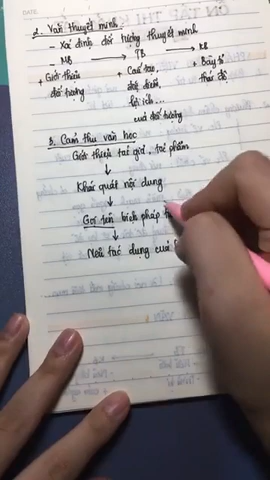 DATE:
2. Văn thuyết minh
- Xác định đối tượng thuyết minh
- MB → TB → KB
+ Giới thiệu + Cấu tạo, + Bày tỏ
đối tượng đặc điểm, thái độ
lợi ích...
của đối tượng
3. Cảm thụ văn học
Giới thiệu tác giả, tác phẩm
↓
Khái quát nội dung
↓
Gọi tên biện pháp
↓
Nêu tác dụng của